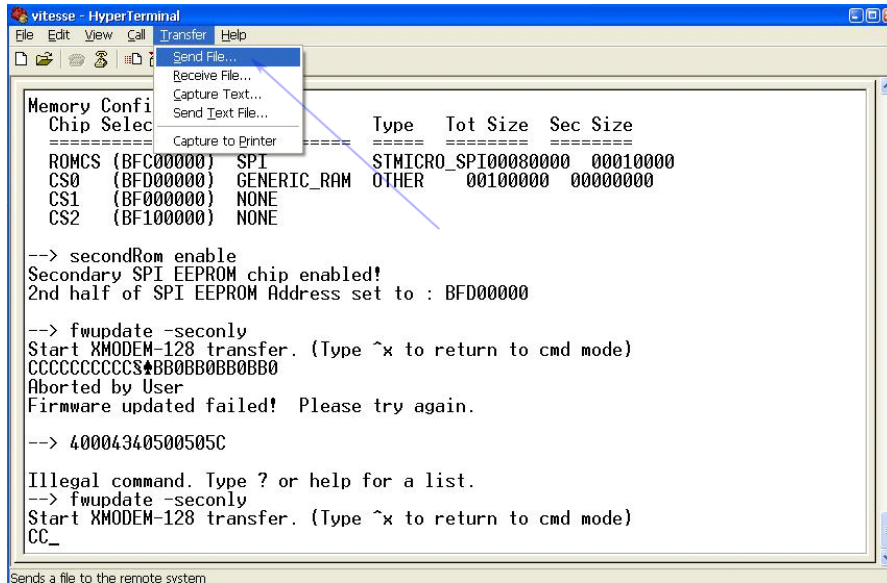 vitesse - HyperTerminal
File Edit View Call Transfer Help
Send File...
Receive File...
Capture Text...
Send Text File...
Capture to Printer
Memory Confi
Chip Selec Type Tot Size Sec Size
ROMCS (BFC00000) SPI STMICRO_SPI00080000 00010000
CS0 (BFD00000) GENERIC_RAM OTHER 00100000 00000000
CS1 (BF000000) NONE
CS2 (BF100000) NONE
--> secondRom enable
Secondary SPI EEPROM chip enabled!
2nd half of SPI EEPROM Address set to : BFD00000
--> fwupdate -seconly
Start XMODEM-128 transfer. (Type ^x to return to cmd mode)
CCCCCCCCCC§♠BB0BB0BB0BB0
Aborted by User
Firmware updated failed! Please try again.
--> 40004340500505C
Illegal command. Type ? or help for a list.
--> fwupdate -seconly
Start XMODEM-128 transfer. (Type ^x to return to cmd mode)
CC_
Sends a file to the remote system